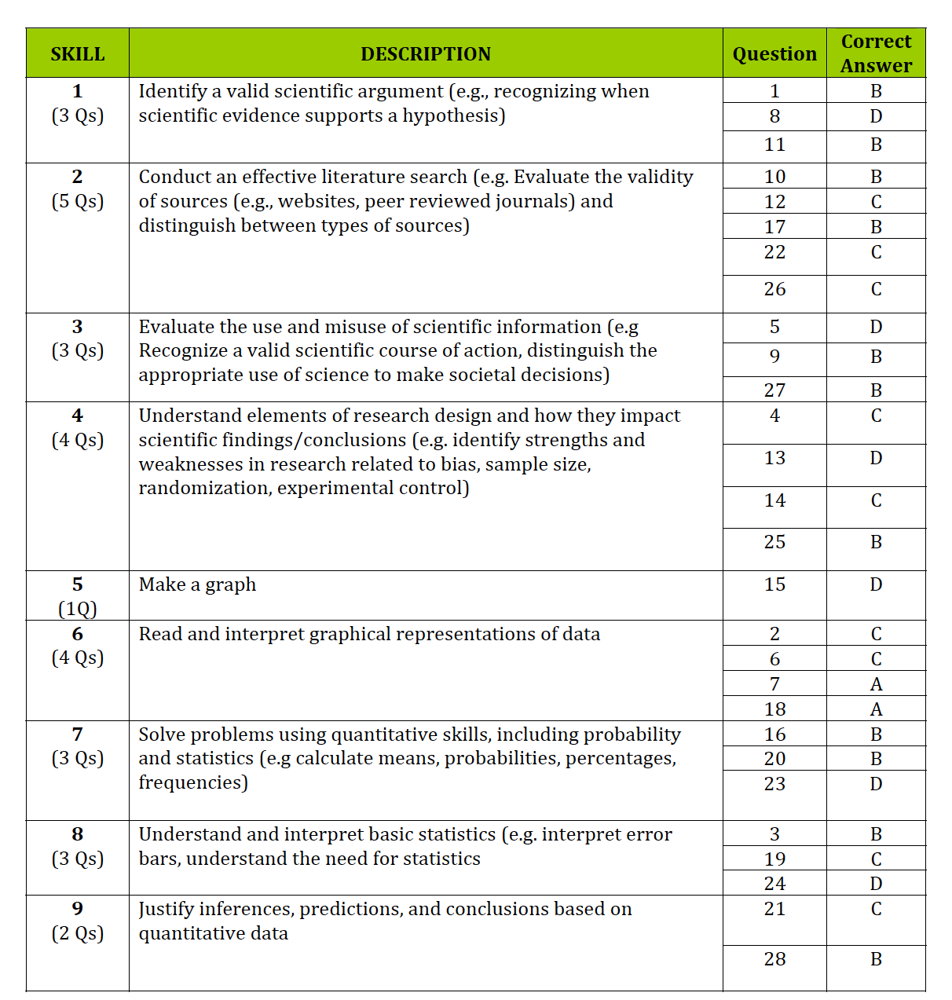 SKILL DESCRIPTION Question Correct Answer
1 Identify a valid scientific argument (e.g., recognizing when 1 B
(3 Qs) scientific evidence supports a hypothesis) 8 D
11 B
2 Conduct an effective literature search (e.g. Evaluate the validity 10 B
(5 Qs) of sources (e.g., websites, peer reviewed journals) and 12 C
distinguish between types of sources) 17 B
22 C
26 C
3 Evaluate the use and misuse of scientific information (e.g 5 D
(3 Qs) Recognize a valid scientific course of action, distinguish the 9 B
appropriate use of science to make societal decisions) 27 B
4 Understand elements of research design and how they impact 4 C
(4 Qs) scientific findings/conclusions (e.g. identify strengths and
weaknesses in research related to bias, sample size, 13 D
randomization, experimental control)
14 C
25 B
5 Make a graph 15 D
(1Q)
6 Read and interpret graphical representations of data 2 C
(4 Qs) 6 C
7 A
18 A
7 Solve problems using quantitative skills, including probability 16 B
(3 Qs) and statistics (e.g calculate means, probabilities, percentages, 20 B
frequencies) 23 D
8 Understand and interpret basic statistics (e.g. interpret error 3 B
(3 Qs) bars, understand the need for statistics 19 C
24 D
9 Justify inferences, predictions, and conclusions based on 21 C
(2 Qs) quantitative data
28 B